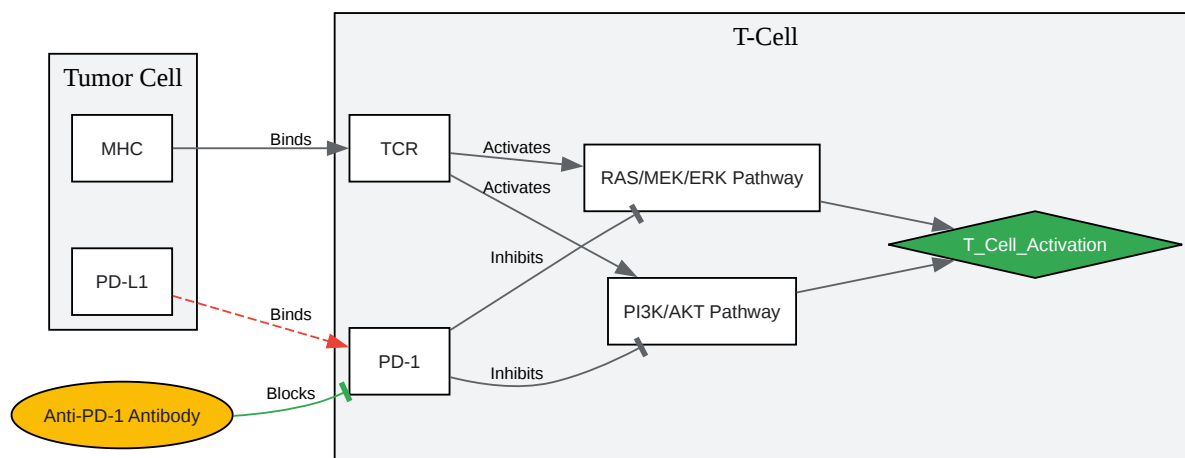 T-Cell
Tumor Cell
MHC
Binds
TCR
Activates
RAS/MEK/ERK Pathway
Activates
T_Cell_Activation
Inhibits
PD-L1
Binds
PI3K/AKT Pathway
PD-1
Inhibits
Blocks
Anti-PD-1 Antibody